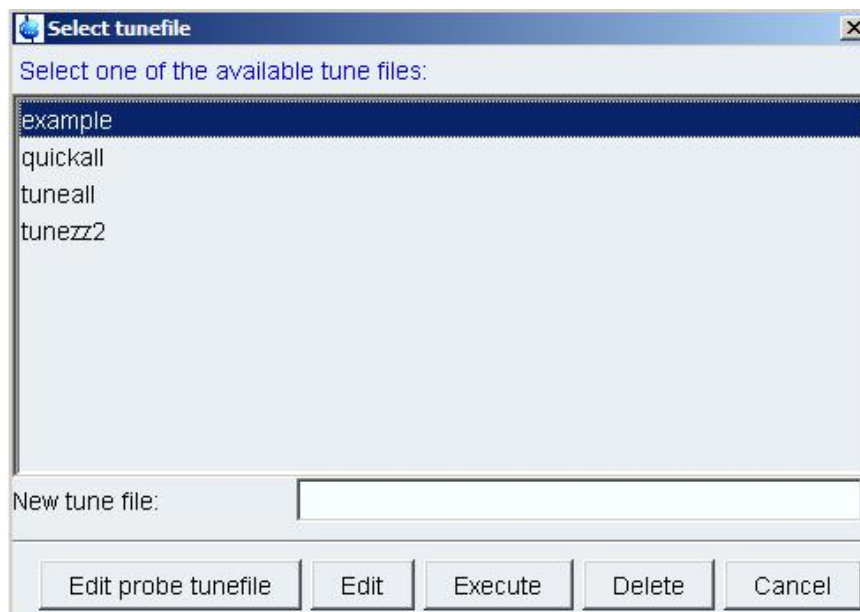 Select tunefile
Select one of the available tune files:
example
quickall
tuneall
tunezz2
New tune file:
Edit probe tunefile Edit Execute Delete Cancel